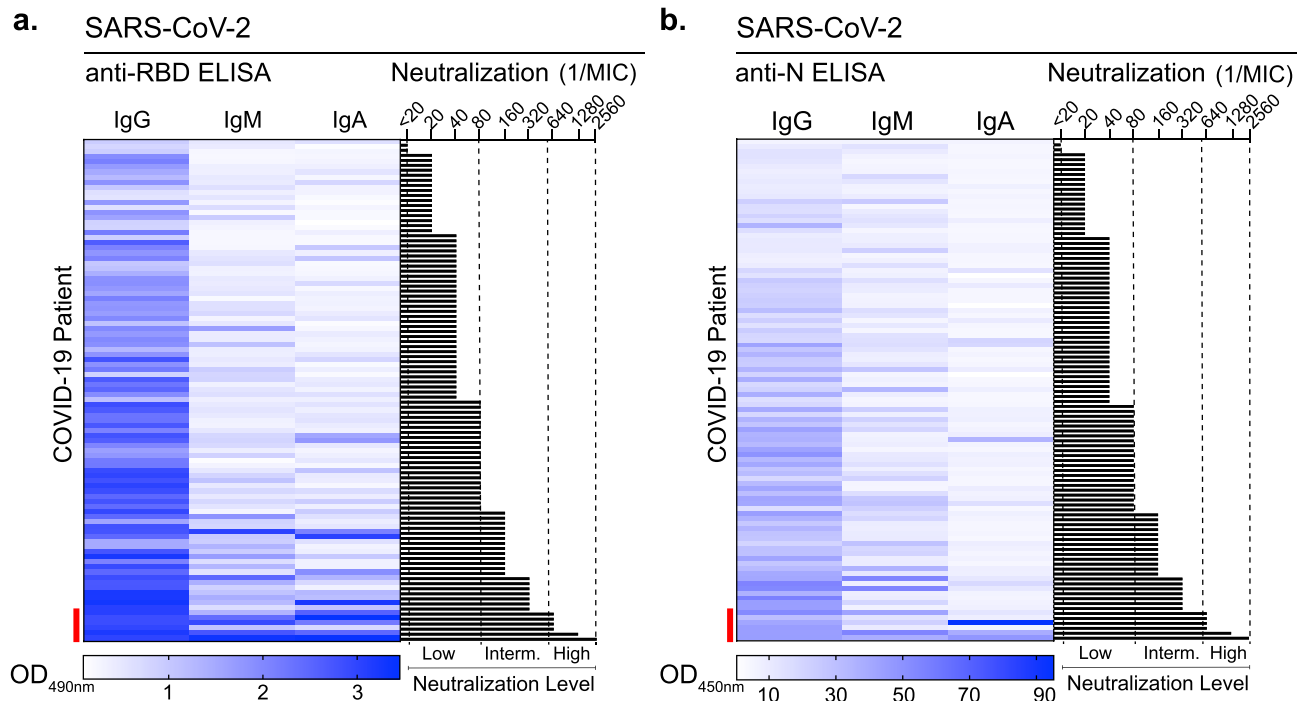 a.
SARS-CoV-2
anti-RBD ELISA
Neutralization (1/MIC)
IgG IgM IgA
<20 20 40 80 160 320 640 1280 2560
COVID-19 Patient
Low Interm. High
Neutralization Level
OD490nm
1 2 3
b.
SARS-CoV-2
anti-N ELISA
Neutralization (1/MIC)
IgG IgM IgA
<20 20 40 80 160 320 640 1280 2560
COVID-19 Patient
Low Interm. High
Neutralization Level
OD450nm
10 30 50 70 90